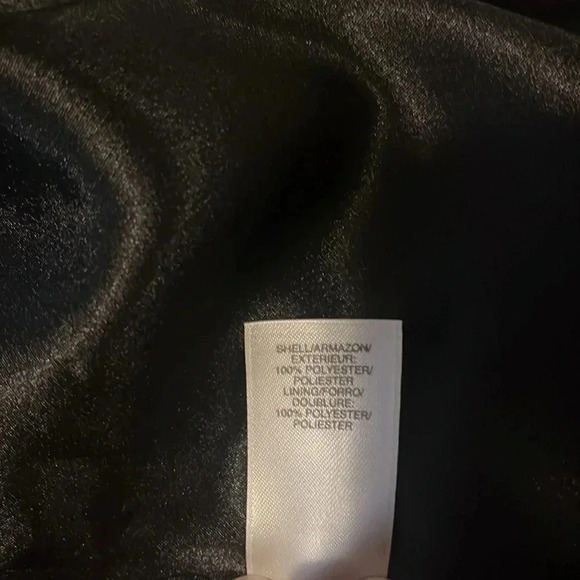 SHELL/ARMAZON/
EXTERIEUR:
100% POLYESTER/
POLIESTER
LINING/FORRO/
DOUBLURE:
100% POLYESTER/
POLIESTER